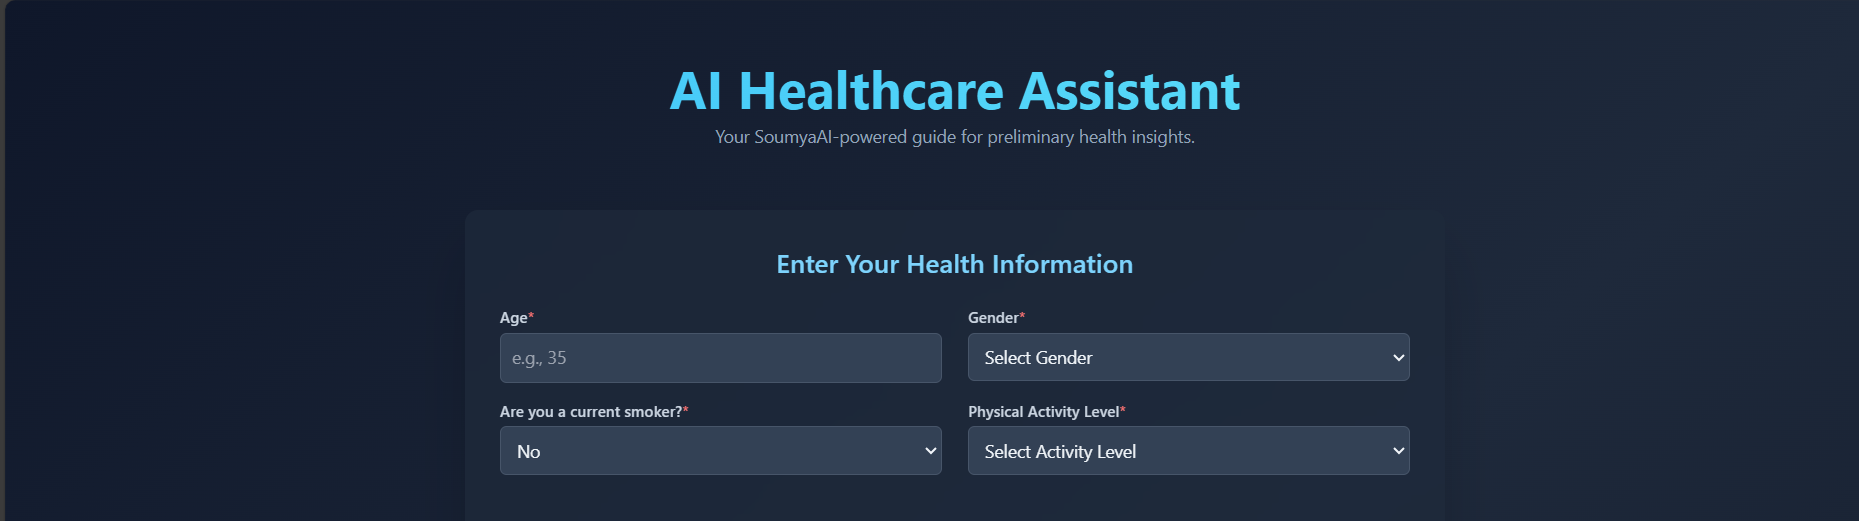 AI Healthcare Assistant
Your SoumyaAI-powered guide for preliminary health insights.
Enter Your Health Information
Age*
Gender*
e.g., 35
Select Gender
Are you a current smoker?*
Physical Activity Level*
No
Select Activity Level